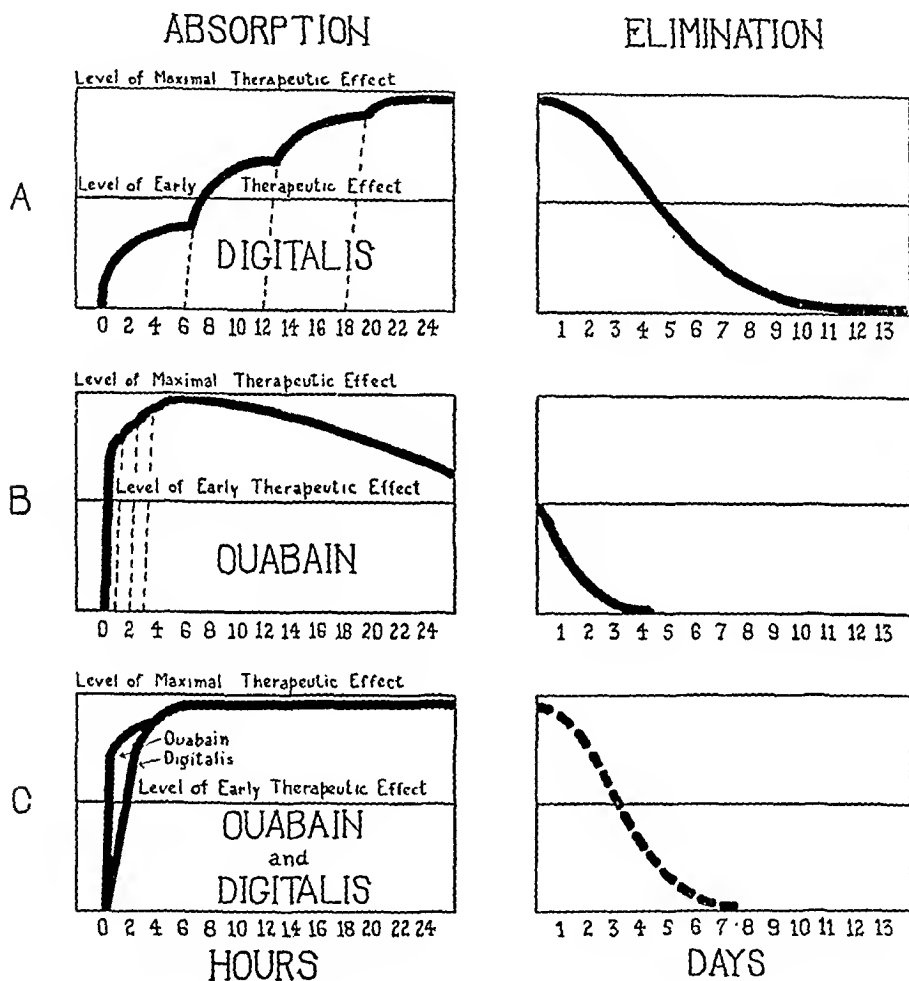 ABSORPTION
ELIMINATION
Level of Maximal Therapeutic Effect
A
Level of Early Therapeutic Effect
DIGITALIS
0 2 4 6 8 10 12 14 16 18 20 22 24
1 2 3 4 5 6 7 8 9 10 11 12 13
Level of Maximal Therapeutic Effect
B
Level of Early Therapeutic Effect
OUABAIN
0 2 4 6 8 10 12 14 16 18 20 22 24
1 2 3 4 5 6 7 8 9 10 11 12 13
Level of Maximal Therapeutic Effect
Ouabain
Digitalis
Level of Early Therapeutic Effect
C
OUABAIN
and
DIGITALIS
0 2 4 6 8 10 12 14 16 18 20 22 24
1 2 3 4 5 6 7 8 9 10 11 12 13
HOURS
DAYS